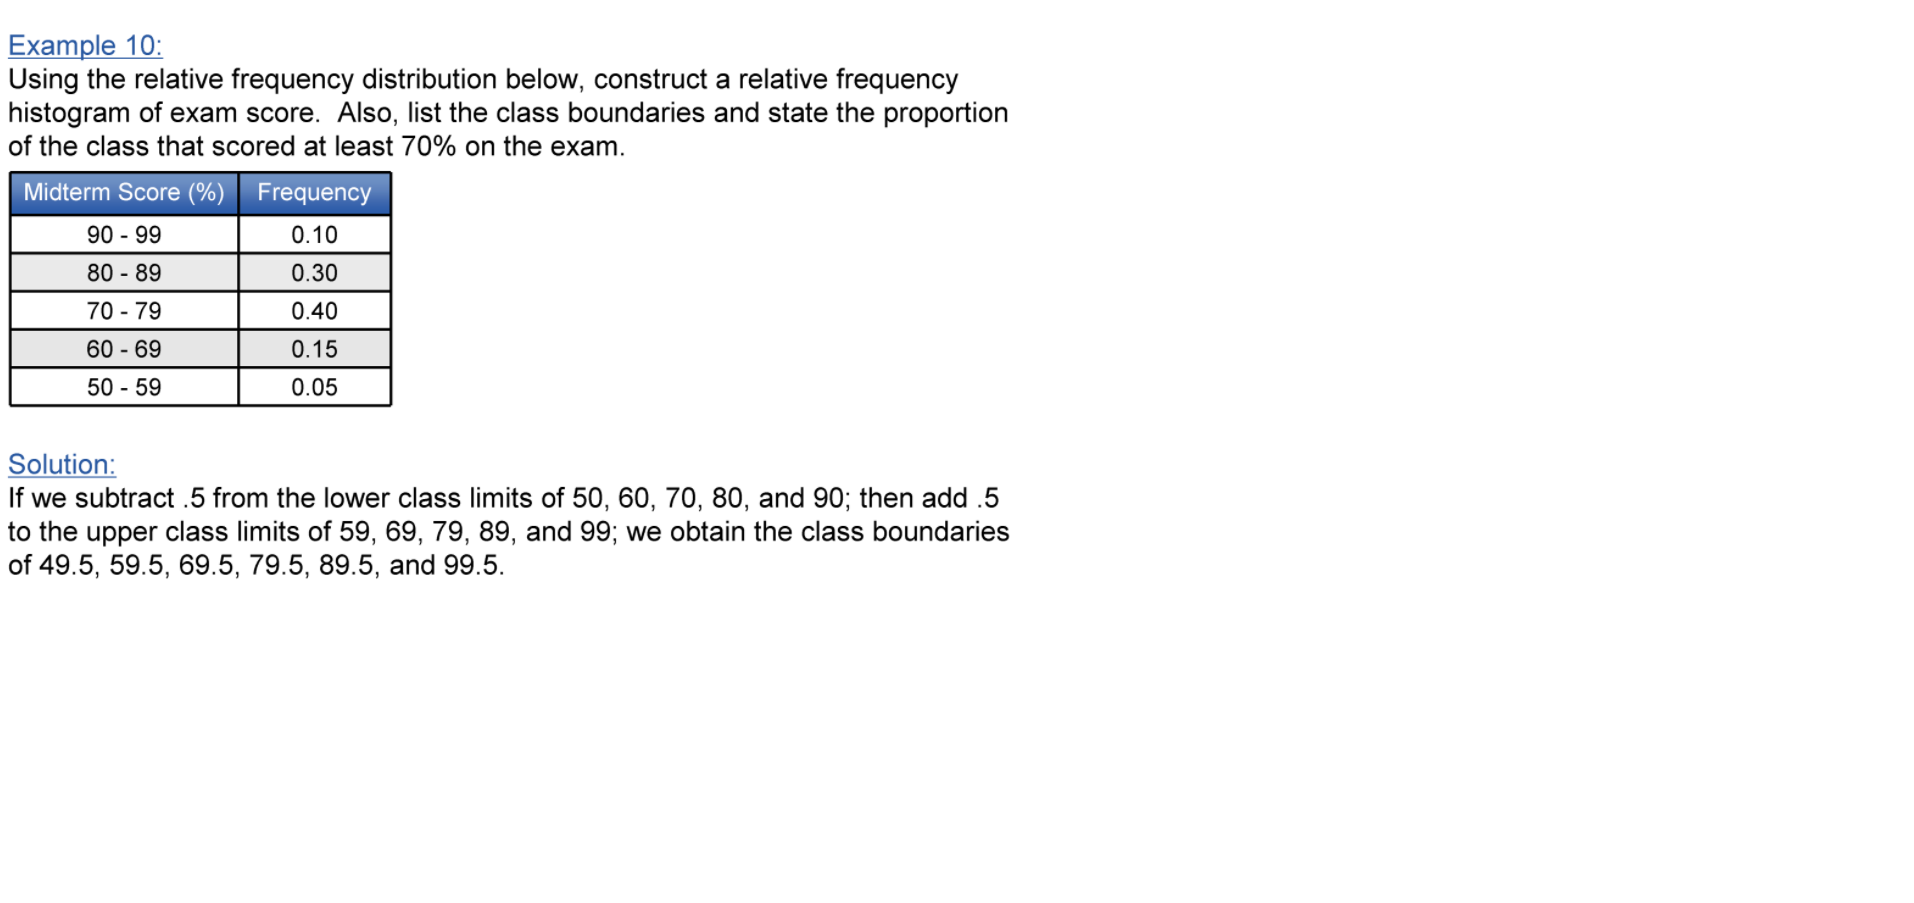 Example 10:
Using the relative frequency distribution below, construct a relative frequency
histogram of exam score.  Also, list the class boundaries and state the proportion
of the class that scored at least 70% on the exam.
Midterm Score (%) Frequency
90 - 99 0.10
80 - 89 0.30
70 - 79 0.40
60 - 69 0.15
50 - 59 0.05
Solution:
If we subtract .5 from the lower class limits of 50, 60, 70, 80, and 90; then add .5
to the upper class limits of 59, 69, 79, 89, and 99; we obtain the class boundaries
of 49.5, 59.5, 69.5, 79.5, 89.5, and 99.5.